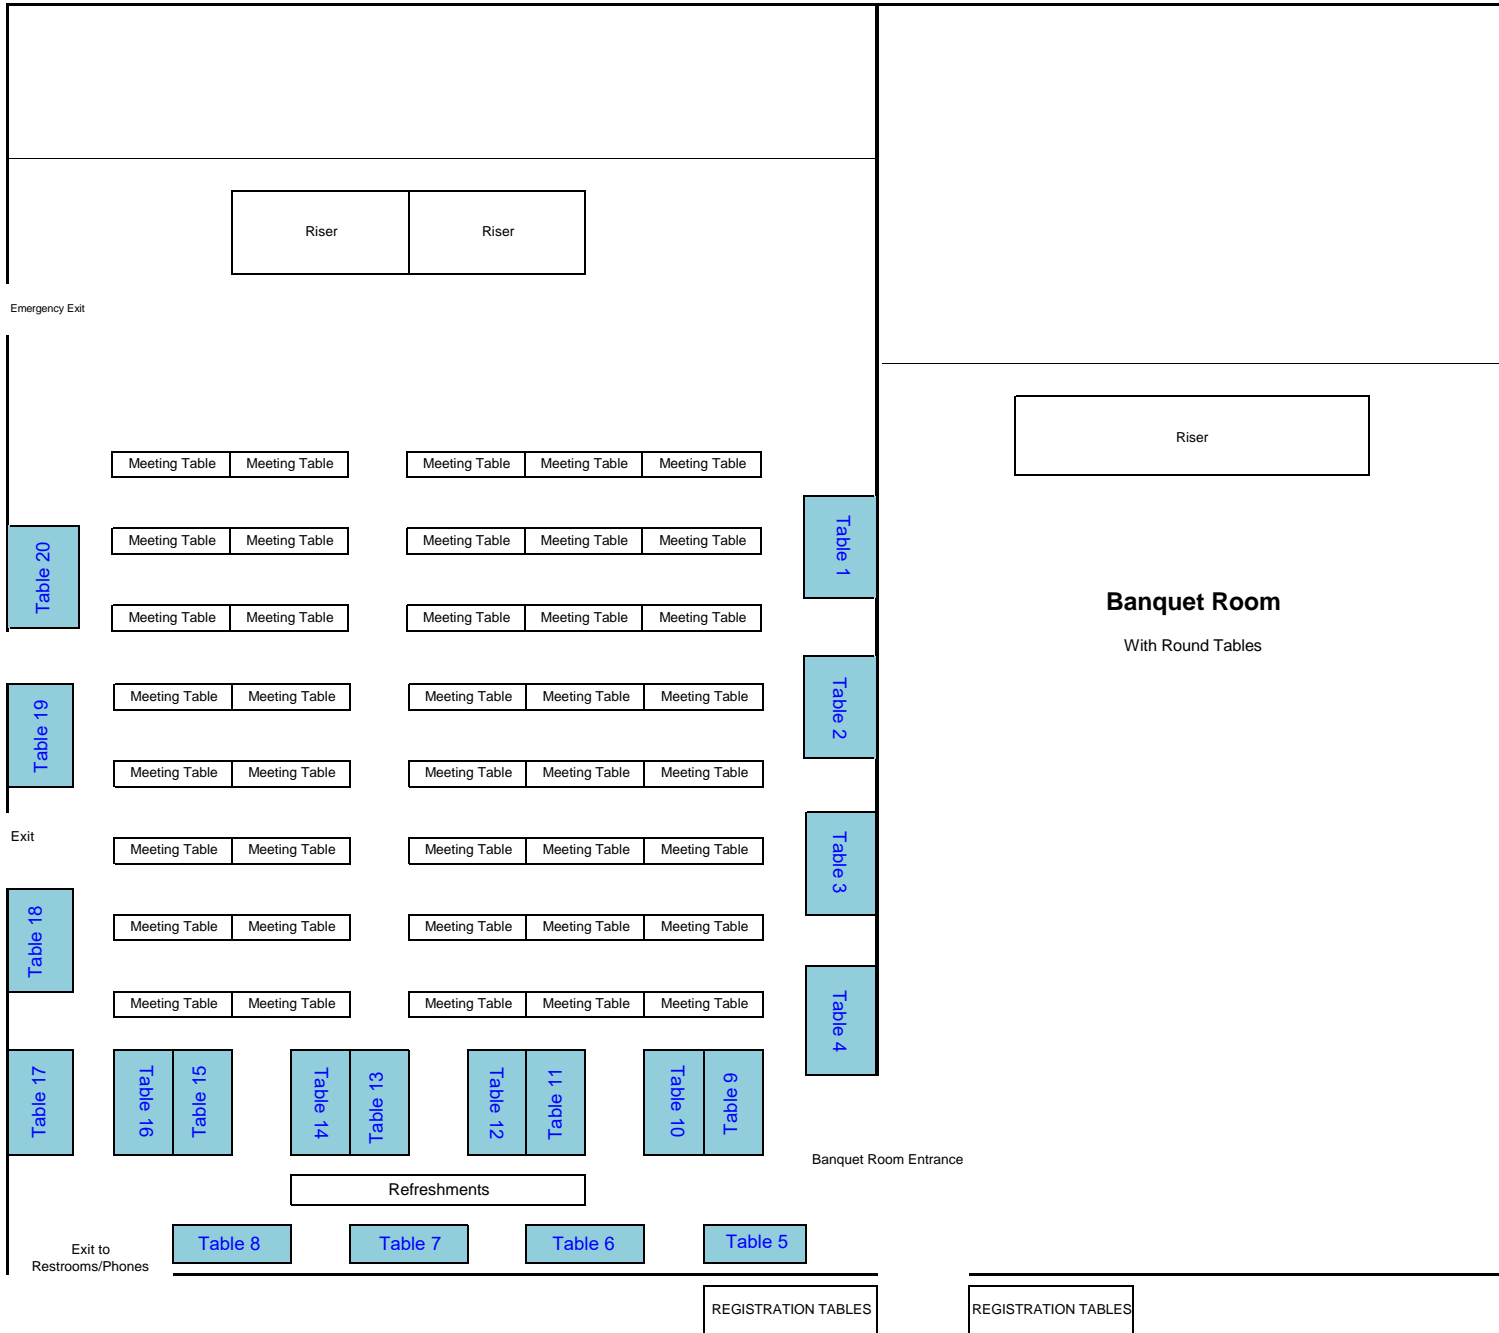 Riser
Riser
Emergency Exit
Riser
Meeting Table Meeting Table Meeting Table Meeting Table Meeting Table
Table 20
Meeting Table Meeting Table Meeting Table Meeting Table Meeting Table
Table 1
Banquet Room
Meeting Table Meeting Table Meeting Table Meeting Table Meeting Table
With Round Tables
Table 19
Meeting Table Meeting Table Meeting Table Meeting Table Meeting Table
Table 2
Meeting Table Meeting Table Meeting Table Meeting Table Meeting Table
Exit
Meeting Table Meeting Table Meeting Table Meeting Table Meeting Table
Table 3
Table 18
Meeting Table Meeting Table Meeting Table Meeting Table Meeting Table
Meeting Table Meeting Table Meeting Table Meeting Table Meeting Table
Table 4
Table 17
Table 16
Table 15
Table 14
Table 13
Table 12
Table 11
Table 10
Table 9
Banquet Room Entrance
Refreshments
Table 8
Table 7
Table 6
Table 5
Exit to
Restrooms/Phones
REGISTRATION TABLES
REGISTRATION TABLES